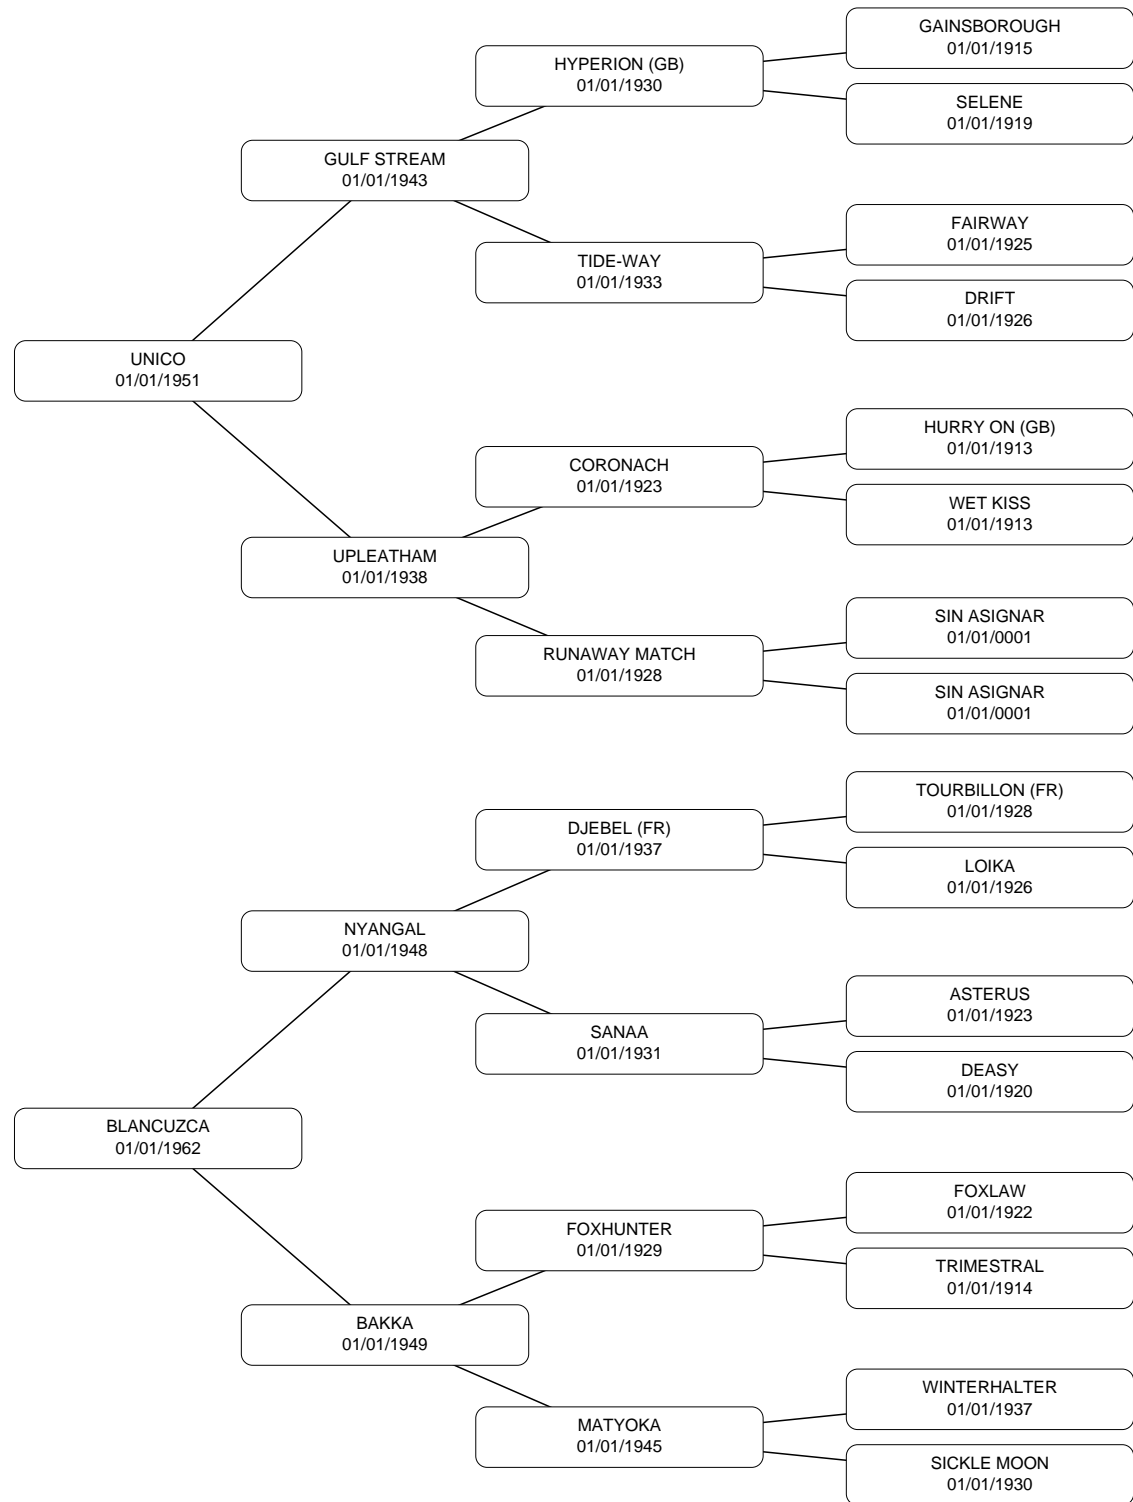 GAINSBOROUGH
01/01/1915
HYPERION (GB)
01/01/1930
SELENE
01/01/1919
GULF STREAM
01/01/1943
FAIRWAY
01/01/1925
TIDE-WAY
01/01/1933
DRIFT
01/01/1926
UNICO
01/01/1951
HURRY ON (GB)
01/01/1913
CORONACH
01/01/1923
WET KISS
01/01/1913
UPLEATHAM
01/01/1938
SIN ASIGNAR
01/01/0001
RUNAWAY MATCH
01/01/1928
SIN ASIGNAR
01/01/0001
TOURBILLON (FR)
01/01/1928
DJEBEL (FR)
01/01/1937
LOIKA
01/01/1926
NYANGAL
01/01/1948
ASTERUS
01/01/1923
SANAA
01/01/1931
DEASY
01/01/1920
BLANCUZCA
01/01/1962
FOXLAW
01/01/1922
FOXHUNTER
01/01/1929
TRIMESTRAL
01/01/1914
BAKKA
01/01/1949
WINTERHALTER
01/01/1937
MATYOKA
01/01/1945
SICKLE MOON
01/01/1930